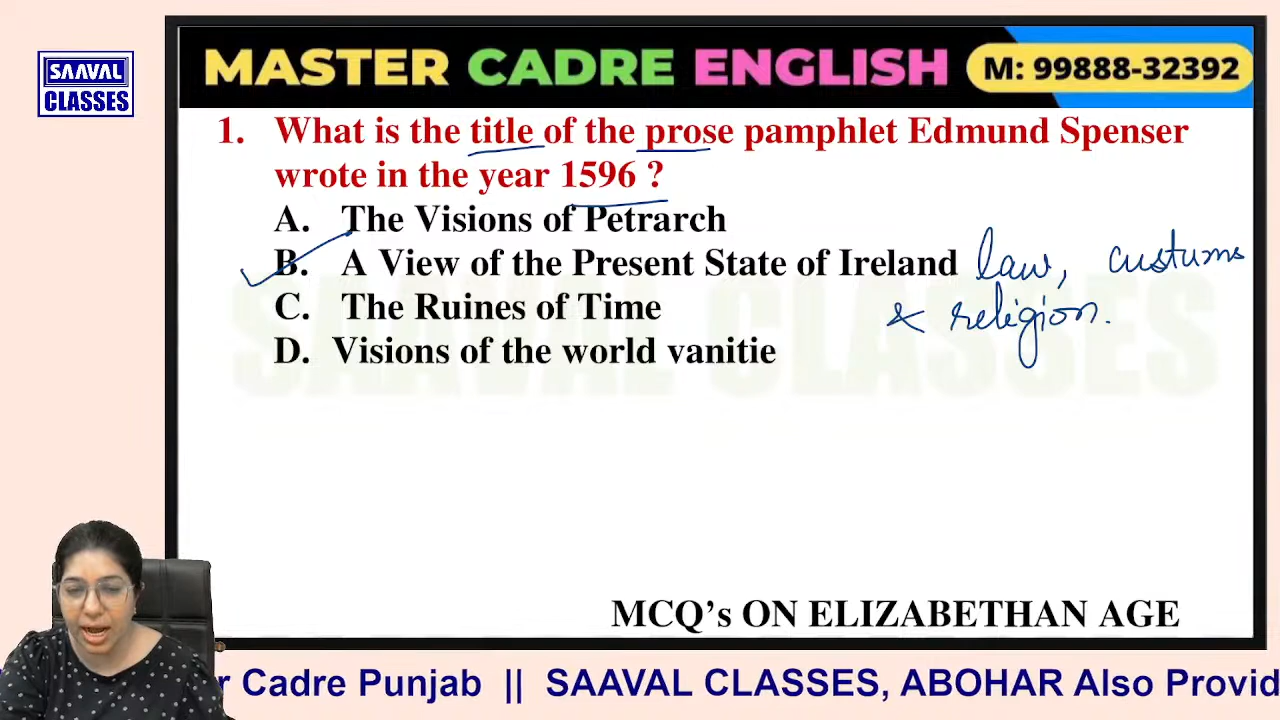 SAAVAL
CLASSES
MASTER CADRE ENGLISH
M: 99888-32392
1. What is the title of the prose pamphlet Edmund Spenser
wrote in the year 1596 ?
A. The Visions of Petrarch
B. A View of the Present State of Ireland law, customs
& religion.
C. The Ruines of Time
D. Visions of the world vanitie
SAAVAL CLASSES
MCQ's ON ELIZABETHAN AGE
r Cadre Punjab || SAAVAL CLASSES, ABOHAR Also Provid